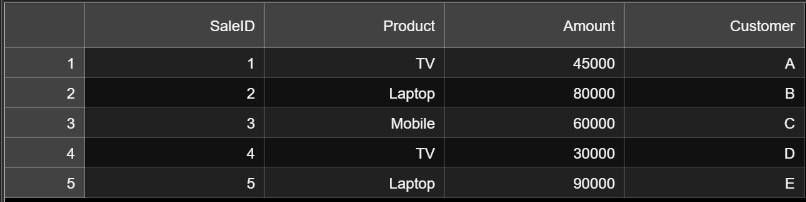 SaleID Product Amount Customer
1 1 TV 45000 A
2 2 Laptop 80000 B
3 3 Mobile 60000 C
4 4 TV 30000 D
5 5 Laptop 90000 E